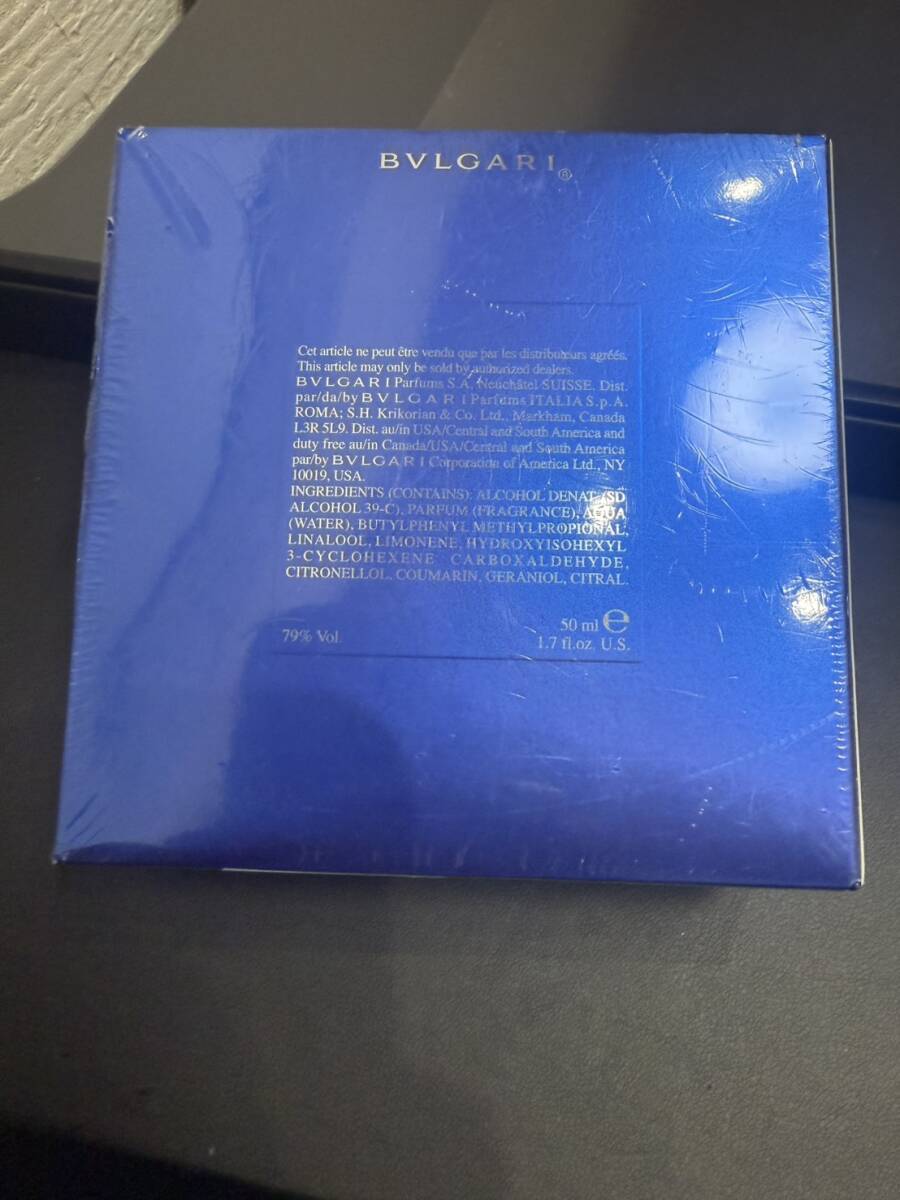 BVLGARI®
Cet article ne peut être vendu que par les distributeurs agréés.
This article may only be sold by authorized dealers.
BVLGARI Parfums S.A. Neuchâtel SUISSE. Dist.
par/da/by BVLGARI Parfums ITALIA S.p.A.
ROMA; S.H. Krikorian & Co. Ltd., Markham, Canada
L3R 5L9. Dist. au/in USA/Central and South America and
duty free au/in Canada/USA/Central and South America
par/by BVLGARI Corporation of America Ltd., NY
10019, USA.
INGREDIENTS (CONTAINS): ALCOHOL DENAT. (SD
ALCOHOL 39-C), PARFUM (FRAGRANCE), AQUA
(WATER), BUTYLPHENYL METHYLPROPIONAL,
LINALOOL, LIMONENE, HYDROXYISOHEXYL
3-CYCLOHEXENE CARBOXALDEHYDE,
CITRONELLOL, COUMARIN, GERANIOL, CITRAL.
79% Vol. 50 ml ℮
1.7 fl.oz. U.S.